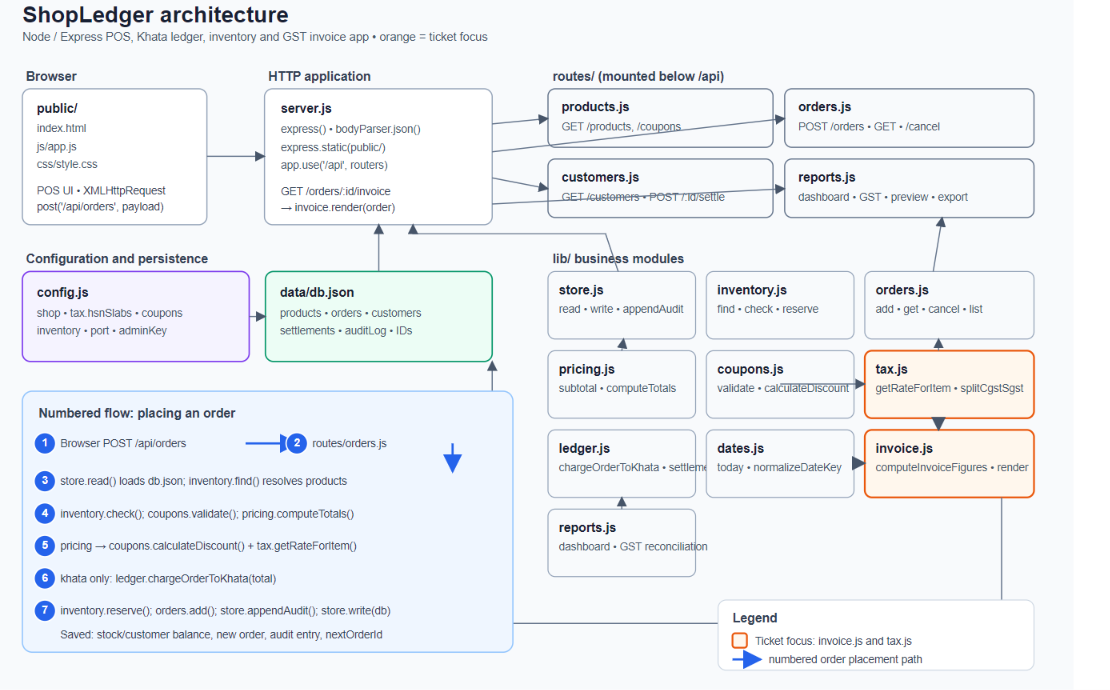 ShopLedger architecture
Node / Express POS, Khata ledger, inventory and GST invoice app • orange = ticket focus
Browser
HTTP application
routes/ (mounted below /api)
public/
index.html
js/app.js
css/style.css
POS UI • XMLHttpRequest
post('/api/orders', payload)
server.js
express() • bodyParser.json()
express.static(public/)
app.use('/api', routers)
GET /orders/:id/invoice
→ invoice.render(order)
products.js
GET /products, /coupons
orders.js
POST /orders • GET • /cancel
customers.js
GET /customers • POST /:id/settle
reports.js
dashboard • GST • preview • export
Configuration and persistence
lib/ business modules
config.js
shop • tax.hsnSlabs • coupons
inventory • port • adminKey
data/db.json
products • orders • customers
settlements • auditLog • IDs
store.js
read • write • appendAudit
inventory.js
find • check • reserve
orders.js
add • get • cancel • list
pricing.js
subtotal • computeTotals
coupons.js
validate • calculateDiscount
tax.js
getRateForItem • splitCgstSgst
ledger.js
chargeOrderToKhata • settleme
dates.js
today • normalizeDateKey
invoice.js
computeInvoiceFigures • render
reports.js
dashboard • GST reconciliation
Numbered flow: placing an order
1 Browser POST /api/orders
2 routes/orders.js
3 store.read() loads db.json; inventory.find() resolves products
4 inventory.check(); coupons.validate(); pricing.computeTotals()
5 pricing → coupons.calculateDiscount() + tax.getRateForItem()
6 khata only: ledger.chargeOrderToKhata(total)
7 inventory.reserve(); orders.add(); store.appendAudit(); store.write(db)
Saved: stock/customer balance, new order, audit entry, nextOrderId
Legend
Ticket focus: invoice.js and tax.js
numbered order placement path